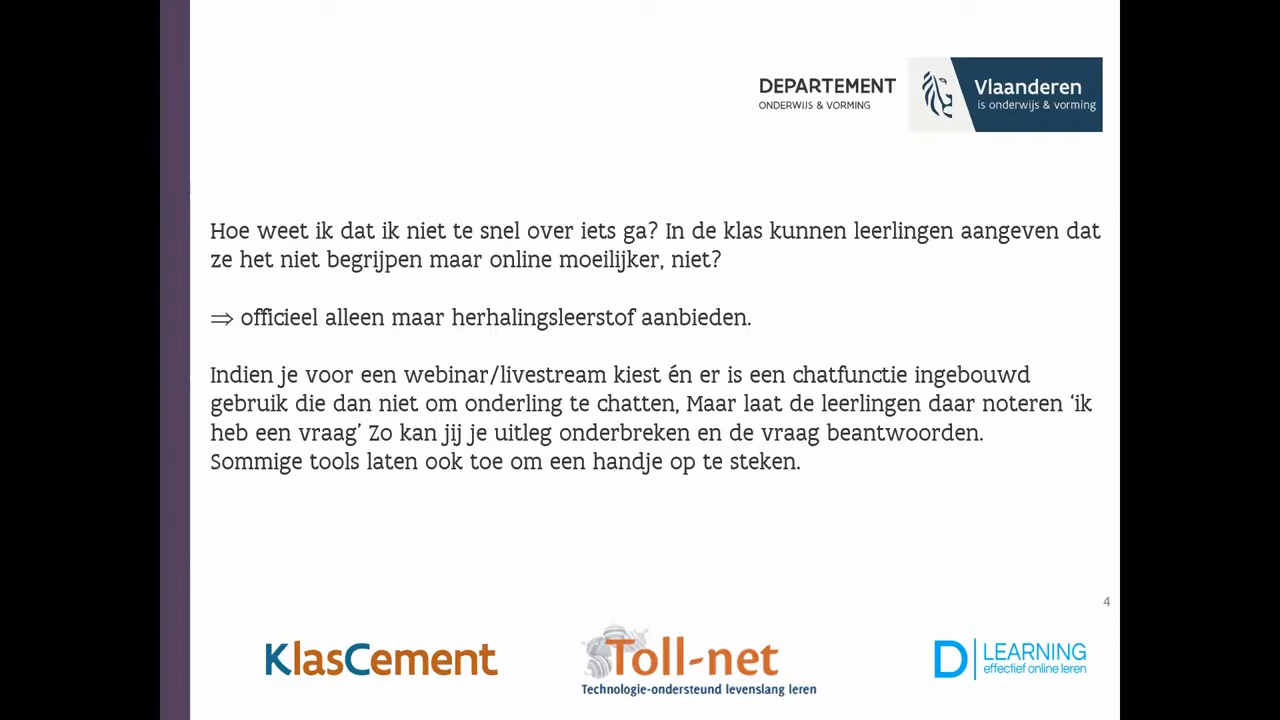 DEPARTEMENT
ONDERWIJS & VORMING
Vlaanderen
is onderwijs & vorming
Hoe weet ik dat ik niet te snel over iets ga? In de klas kunnen leerlingen aangeven dat
ze het niet begrijpen maar online moeilijker, niet?
⇒ officieel alleen maar herhalingsleerstof aanbieden.
Indien je voor een webinar/livestream kiest én er is een chatfunctie ingebouwd
gebruik die dan niet om onderling te chatten, Maar laat de leerlingen daar noteren ‘ik
heb een vraag’ Zo kan jij je uitleg onderbreken en de vraag beantwoorden.
Sommige tools laten ook toe om een handje op te steken.
4
KlasCement
Toll-net
Technologie-ondersteund levenslang leren
D LEARNING
effectief online leren